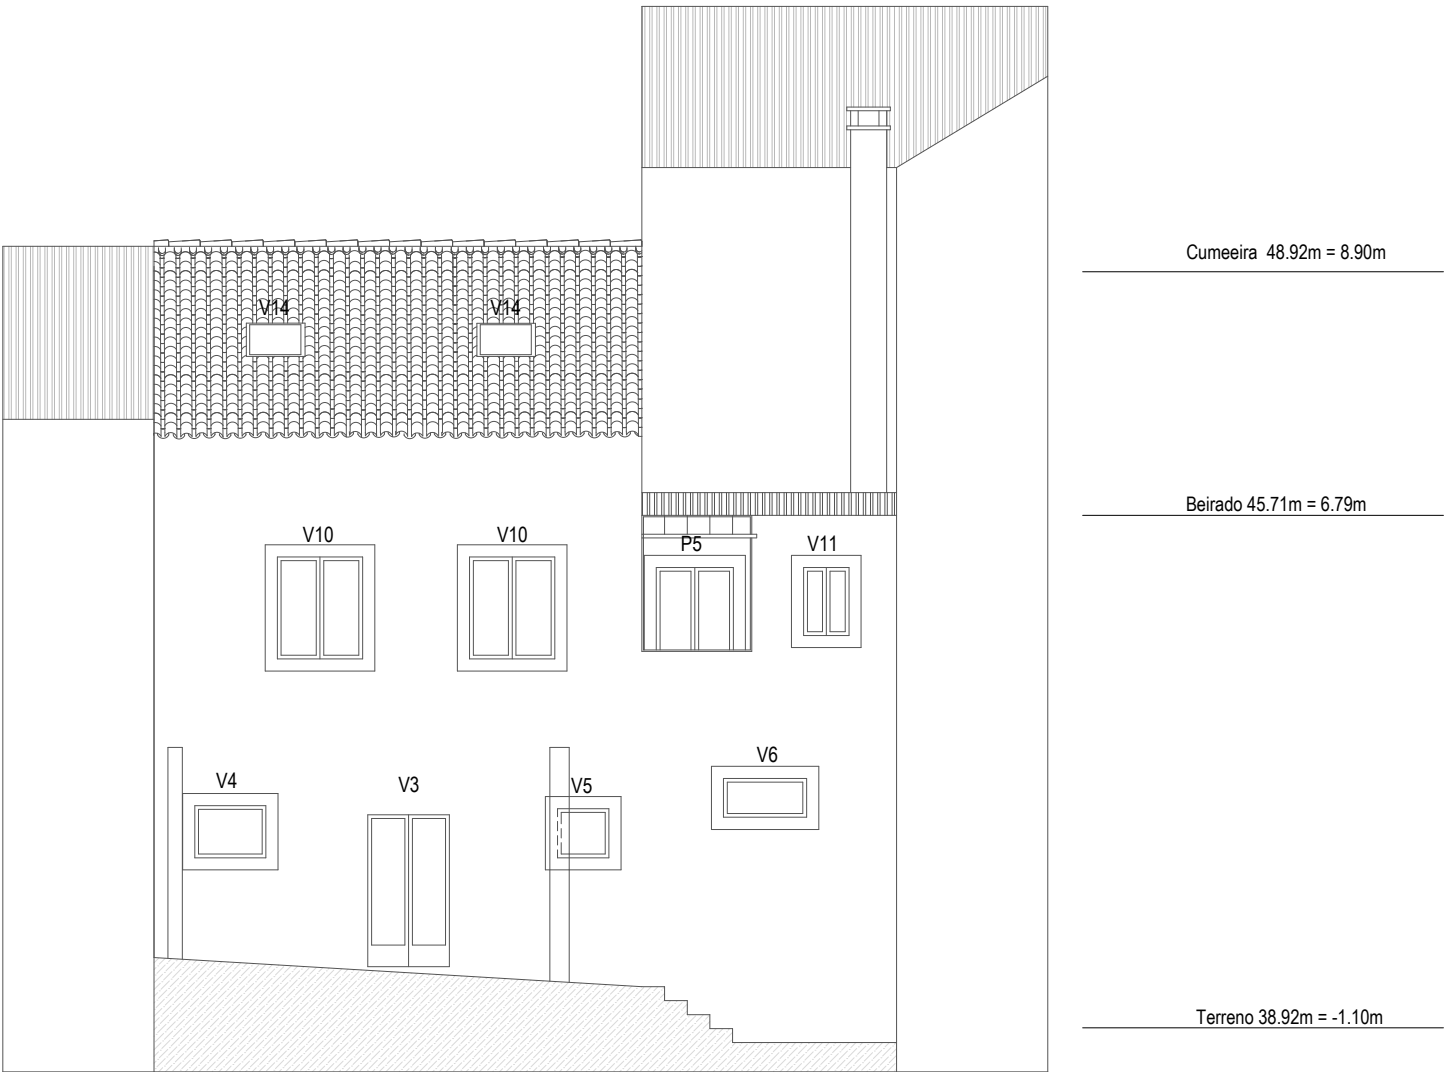 Cumeeira 48.92m = 8.90m
V14 V14
Beirado 45.71m = 6.79m
V10 V10 P5 V11
V4 V3 V5 V6
Terreno 38.92m = -1.10m